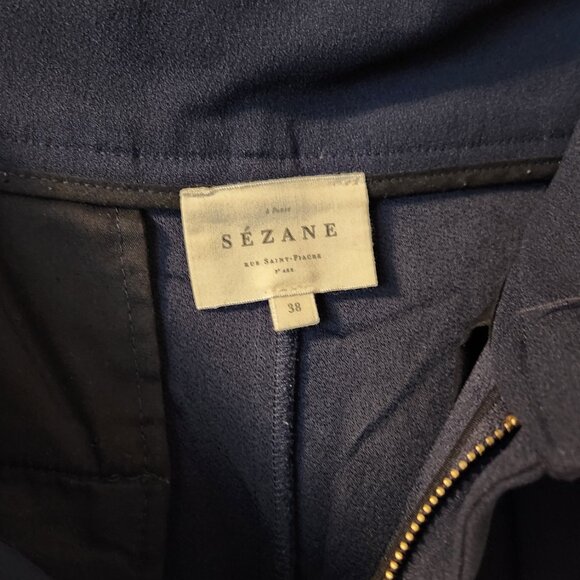 à Paris
SÉZANE
RUE SAINT-FIACRE
2e ARR
38